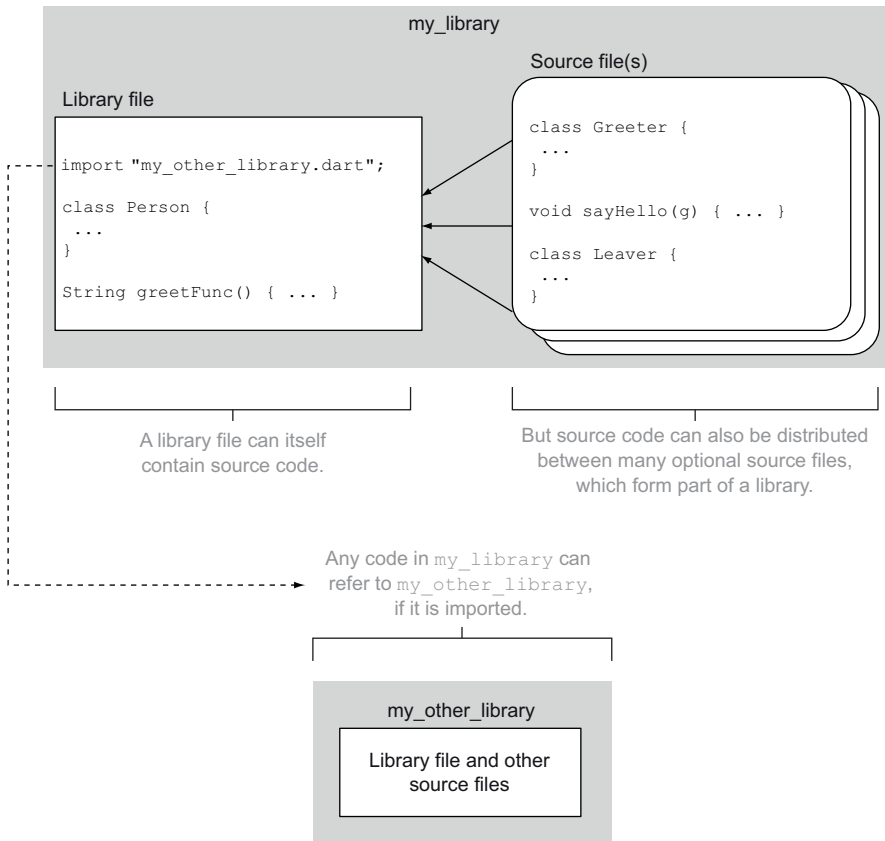 my_library
Library file
import "my_other_library.dart";
class Person {
...
}
String greetFunc() { ... }
Source file(s)
class Greeter {
...
}
void sayHello(g) { ... }
class Leaver {
...
}
A library file can itself
contain source code.
But source code can also be distributed
between many optional source files,
which form part of a library.
Any code in my_library can
refer to my_other_library,
if it is imported.
my_other_library
Library file and other
source files